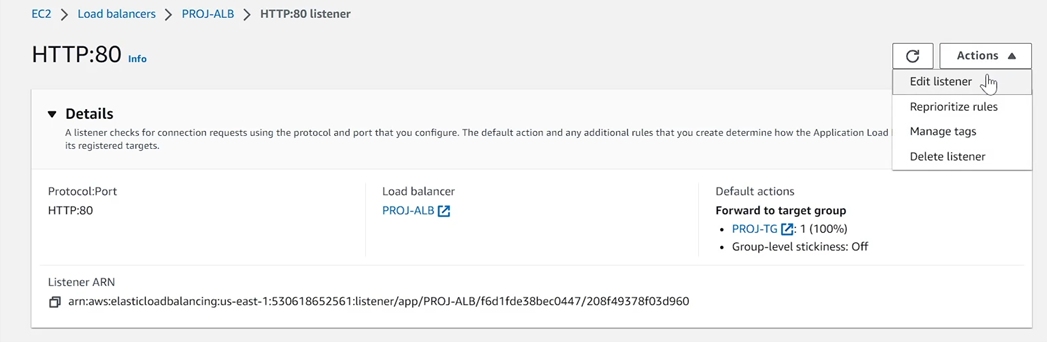 EC2 > Load balancers > PROJ-ALB > HTTP:80 listener
HTTP:80 Info
Actions
Edit listener
Reprioritize rules
Manage tags
Delete listener
Details
A listener checks for connection requests using the protocol and port that you configure. The default action and any additional rules that you create determine how the Application Load
its registered targets.
Protocol:Port
HTTP:80
Load balancer
PROJ-ALB
Default actions
Forward to target group
• PROJ-TG : 1 (100%)
• Group-level stickiness: Off
Listener ARN
arn:aws:elasticloadbalancing:us-east-1:530618652561:listener/app/PROJ-ALB/f6d1fde38bec0447/208f49378f03d960